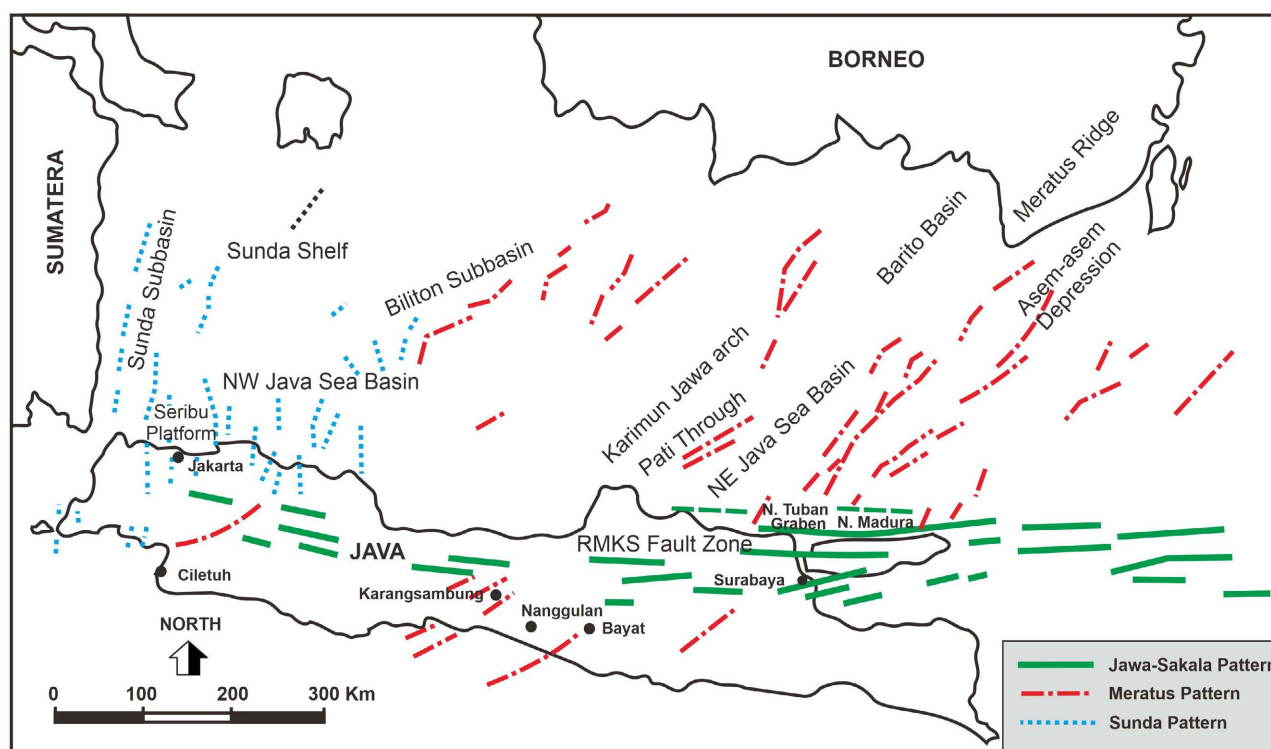 BORNEO
SUMATERA
Meratus Ridge
Barito Basin
Sunda Subbasin
Sunda Shelf
Biliton Subbasin
Asem-asem
Depression
NW Java Sea Basin
Karimun Jawa arch
Seribu
Platform
Pati Through
NE Java Sea Basin
Jakarta
N. Tuban
Graben
N. Madura
JAVA
RMKS Fault Zone
Ciletuh
Surabaya
Karangsambung
Nanggulan
Bayat
NORTH
0 100 200 300 Km
Jawa-Sakala Pattern
Meratus Pattern
Sunda Pattern